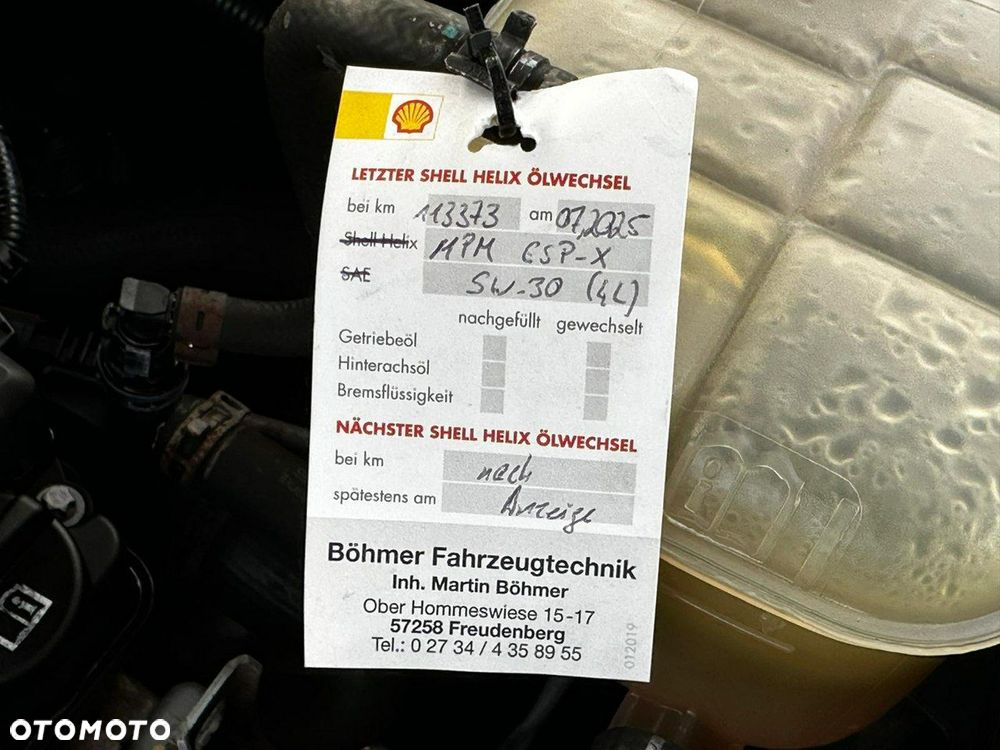 LETZTER SHELL HELIX ÖLWECHSEL
bei km 113373 am 07.2025
Shell Helix MPM ESP-X
SAE 5W-30 (4L)
nachgefüllt gewechselt
Getriebeöl
Hinterachsöl
Bremsflüssigkeit
NÄCHSTER SHELL HELIX ÖLWECHSEL
bei km nach
spätestens am Anzeige
Böhmer Fahrzeugtechnik
Inh. Martin Böhmer
Ober Hommeswiese 15-17
57258 Freudenberg
Tel.: 0 27 34 / 4 35 89 55
012019
OTOMOTO